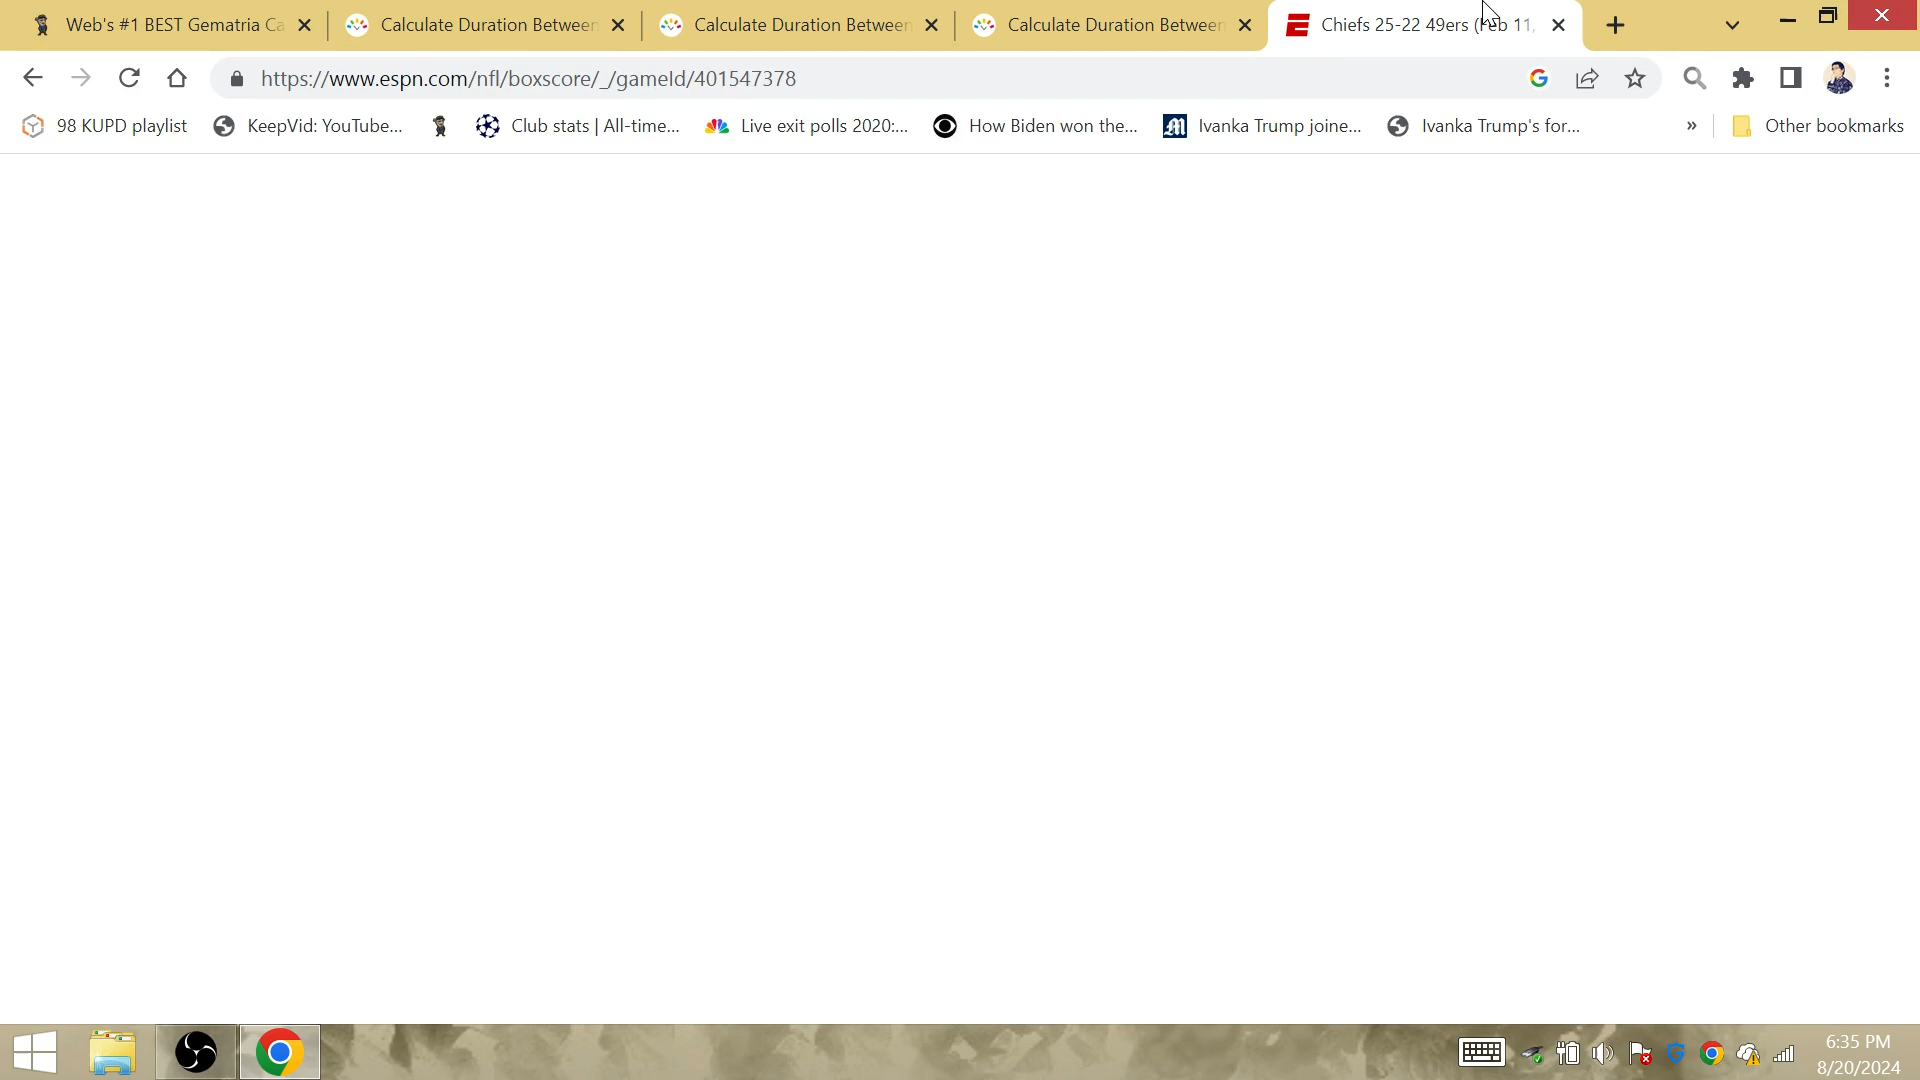 Web's #1 BEST Gematria Ca
Calculate Duration Between
Calculate Duration Between
Calculate Duration Between
Chiefs 25-22 49ers (Feb 11,
https://www.espn.com/nfl/boxscore/_/gameId/401547378
98 KUPD playlist
KeepVid: YouTube...
Club stats | All-time...
Live exit polls 2020:...
How Biden won the...
Ivanka Trump joine...
Ivanka Trump's for...
»
Other bookmarks
6:35 PM
8/20/2024